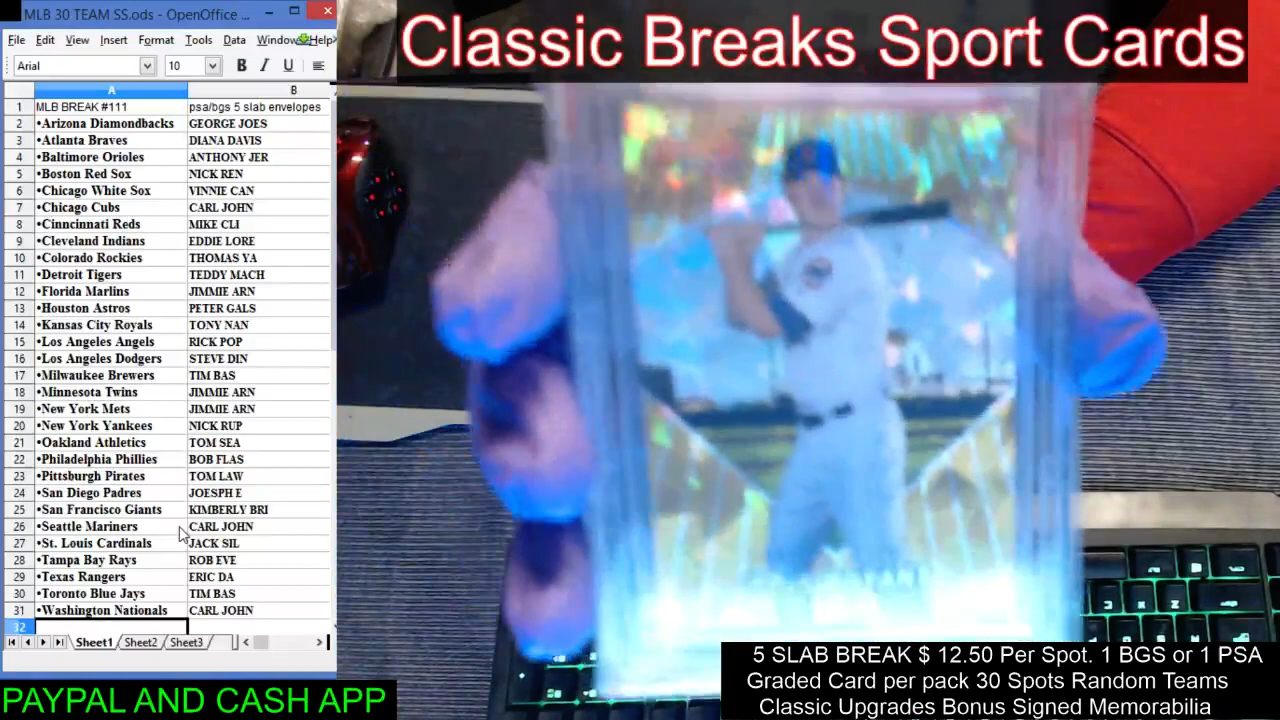 MLB 30 TEAM SS.ods - OpenOffice ...
File Edit View Insert Format Tools Data Window Help
Arial 10 B I U
A B
1 MLB BREAK #111 psa/bgs 5 slab envelopes
2 •Arizona Diamondbacks GEORGE JOES
3 •Atlanta Braves DIANA DAVIS
4 •Baltimore Orioles ANTHONY JER
5 •Boston Red Sox NICK REN
6 •Chicago White Sox VINNIE CAN
7 •Chicago Cubs CARL JOHN
8 •Cinncinnati Reds MIKE CLI
9 •Cleveland Indians EDDIE LORE
10 •Colorado Rockies THOMAS YA
11 •Detroit Tigers TEDDY MACH
12 •Florida Marlins JIMMIE ARN
13 •Houston Astros PETER GALS
14 •Kansas City Royals TONY NAN
15 •Los Angeles Angels RICK POP
16 •Los Angeles Dodgers STEVE DIN
17 •Milwaukee Brewers TIM BAS
18 •Minnesota Twins JIMMIE ARN
19 •New York Mets JIMMIE ARN
20 •New York Yankees NICK RUP
21 •Oakland Athletics TOM SEA
22 •Philadelphia Phillies BOB FLAS
23 •Pittsburgh Pirates TOM LAW
24 •San Diego Padres JOESPH E
25 •San Francisco Giants KIMBERLY BRI
26 •Seattle Mariners CARL JOHN
27 •St. Louis Cardinals JACK SIL
28 •Tampa Bay Rays ROB EVE
29 •Texas Rangers ERIC DA
30 •Toronto Blue Jays TIM BAS
31 •Washington Nationals CARL JOHN
32
Sheet1 Sheet2 Sheet3
PAYPAL AND CASH APP
Classic Breaks Sport Cards
5 SLAB BREAK $ 12.50 Per Spot. 1 BGS or 1 PSA
Graded Card per pack 30 Spots Random Teams
Classic Upgrades Bonus Signed Memorabilia